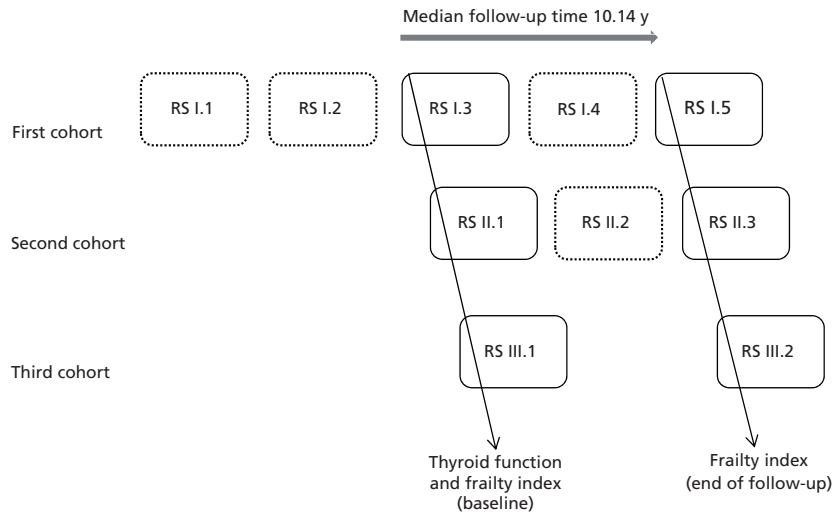 Median follow-up time 10.14 y
First cohort
RS I.1
RS I.2
RS I.3
RS I.4
RS I.5
Second cohort
RS II.1
RS II.2
RS II.3
Third cohort
RS III.1
RS III.2
Thyroid function
and frailty index
(baseline)
Frailty index
(end of follow-up)